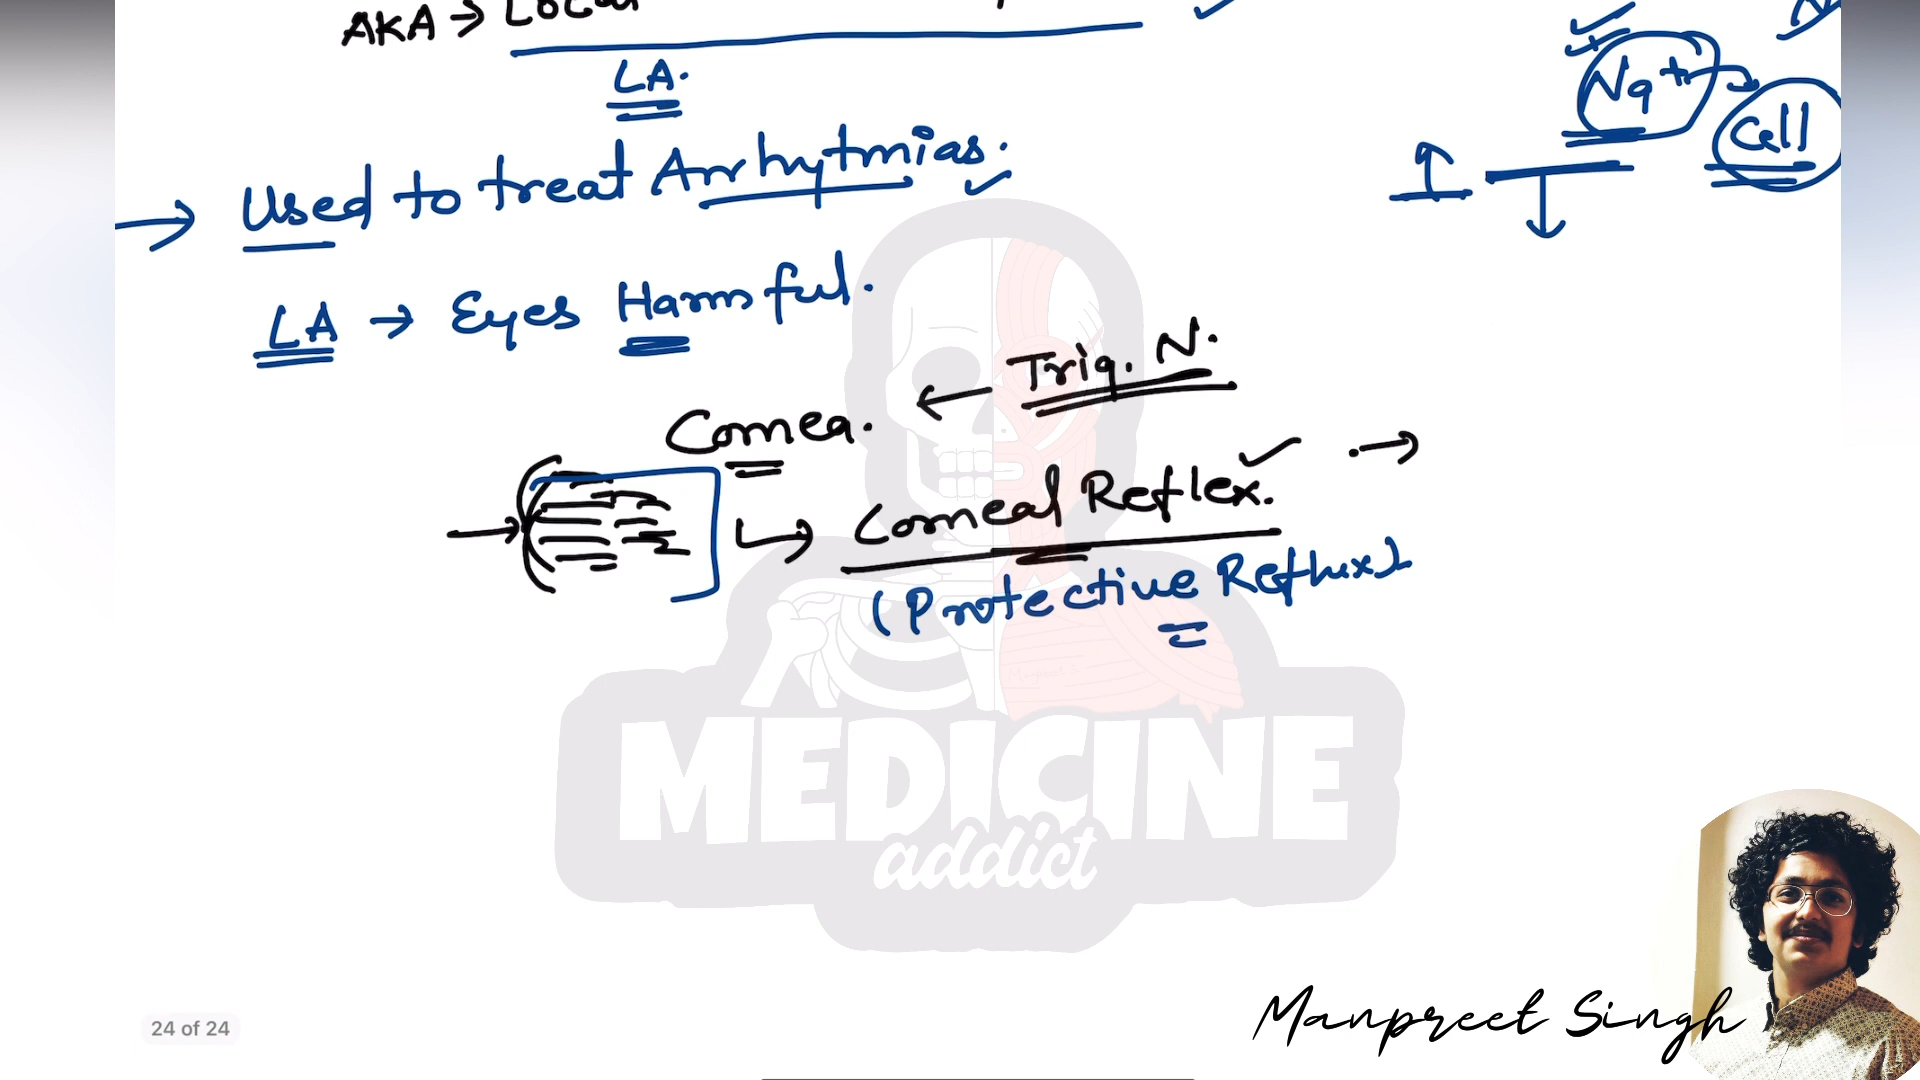 AKA → Local
LA.
Na+
Cell
→ Used to treat Arrhytmias.
LA → Eyes Harmful.
Trig. N.
Cornea. ←
↳ Corneal Reflex. →
(Protective Reflex)
MEDICINE
addict
Manpreet Singh
24 of 24